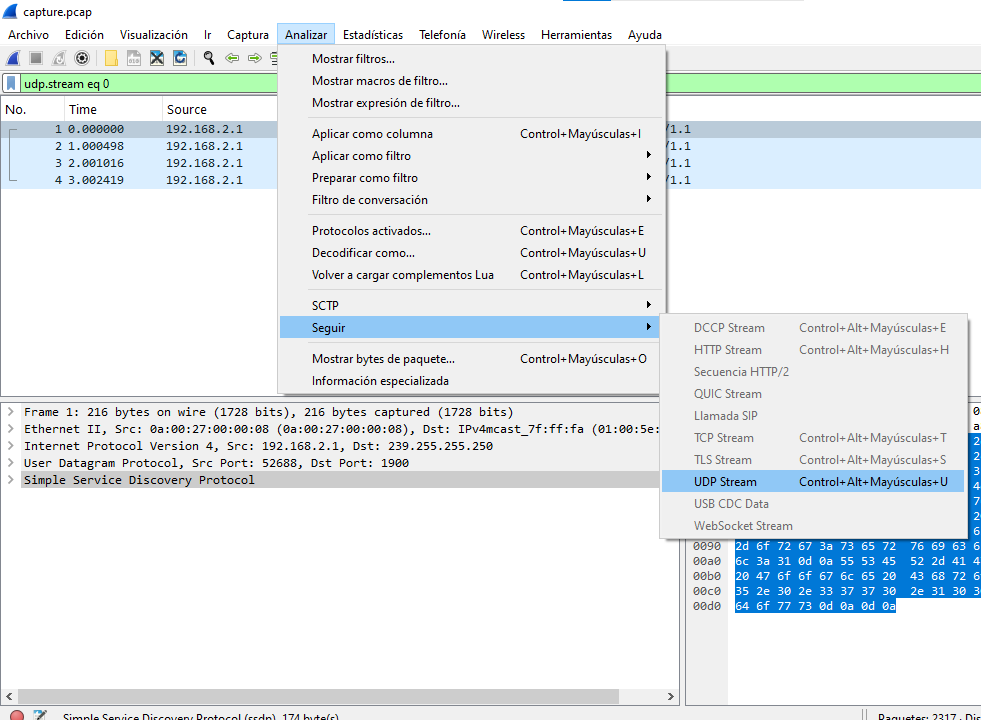 capture.pcap
Archivo Edición Visualización Ir Captura Analizar Estadísticas Telefonía Wireless Herramientas Ayuda
udp.stream eq 0
No. Time Source
1 0.000000 192.168.2.1 /1.1
2 1.000498 192.168.2.1 /1.1
3 2.001016 192.168.2.1 /1.1
4 3.002419 192.168.2.1 /1.1
Mostrar filtros...
Mostrar macros de filtro...
Mostrar expresión de filtro...
Aplicar como columna Control+Mayúsculas+I
Aplicar como filtro
Preparar como filtro
Filtro de conversación
Protocolos activados... Control+Mayúsculas+E
Decodificar como... Control+Mayúsculas+U
Volver a cargar complementos Lua Control+Mayúsculas+L
SCTP
Seguir
Mostrar bytes de paquete... Control+Mayúsculas+O
Información especializada
DCCP Stream Control+Alt+Mayúsculas+E
HTTP Stream Control+Alt+Mayúsculas+H
Secuencia HTTP/2
QUIC Stream
Llamada SIP
TCP Stream Control+Alt+Mayúsculas+T
TLS Stream Control+Alt+Mayúsculas+S
UDP Stream Control+Alt+Mayúsculas+U
USB CDC Data
WebSocket Stream
Frame 1: 216 bytes on wire (1728 bits), 216 bytes captured (1728 bits)
Ethernet II, Src: 0a:00:27:00:00:08 (0a:00:27:00:00:08), Dst: IPv4mcast_7f:ff:fa (01:00:5e:
Internet Protocol Version 4, Src: 192.168.2.1, Dst: 239.255.255.250
User Datagram Protocol, Src Port: 52688, Dst Port: 1900
Simple Service Discovery Protocol
0090 2d 6f 72 67 3a 73 65 72 76 69 63 6
00a0 6c 3a 31 0d 0a 55 53 45 52 2d 41 4
00b0 20 47 6f 6f 67 6c 65 20 43 68 72 6
00c0 35 2e 30 2e 33 37 37 30 2e 31 30 3
00d0 64 6f 77 73 0d 0a 0d 0a
Simple Service Discovery Protocol (ssdp), 174 byte(s)
Paquetes: 2317 · Dis